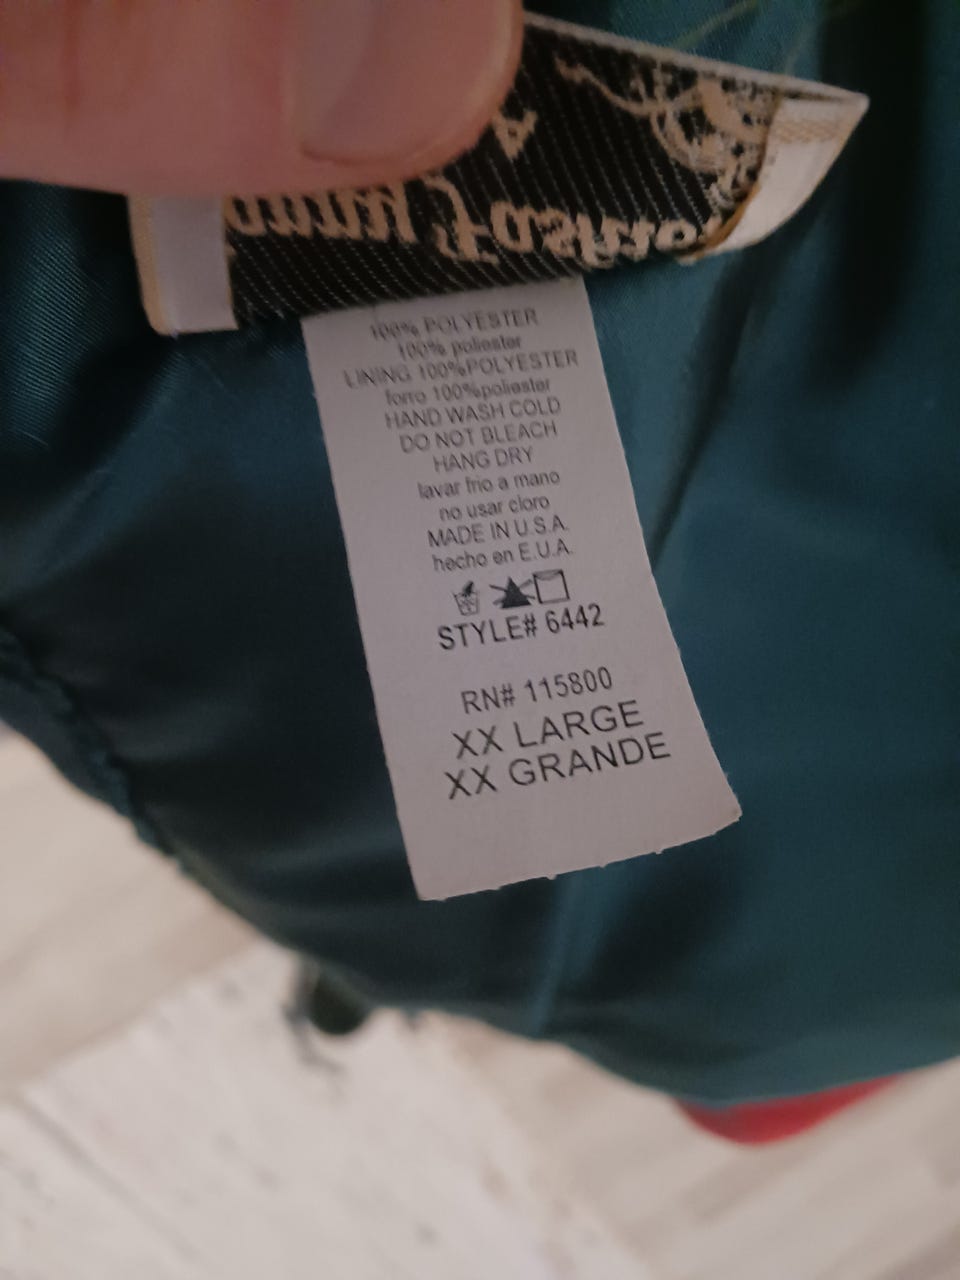 100% POLYESTER
100% poliester
LINING 100%POLYESTER
forro 100%poliester
HAND WASH COLD
DO NOT BLEACH
HANG DRY
lavar frio a mano
no usar cloro
MADE IN U.S.A.
hecho en E.U.A.
STYLE# 6442
RN# 115800
XX LARGE
XX GRANDE